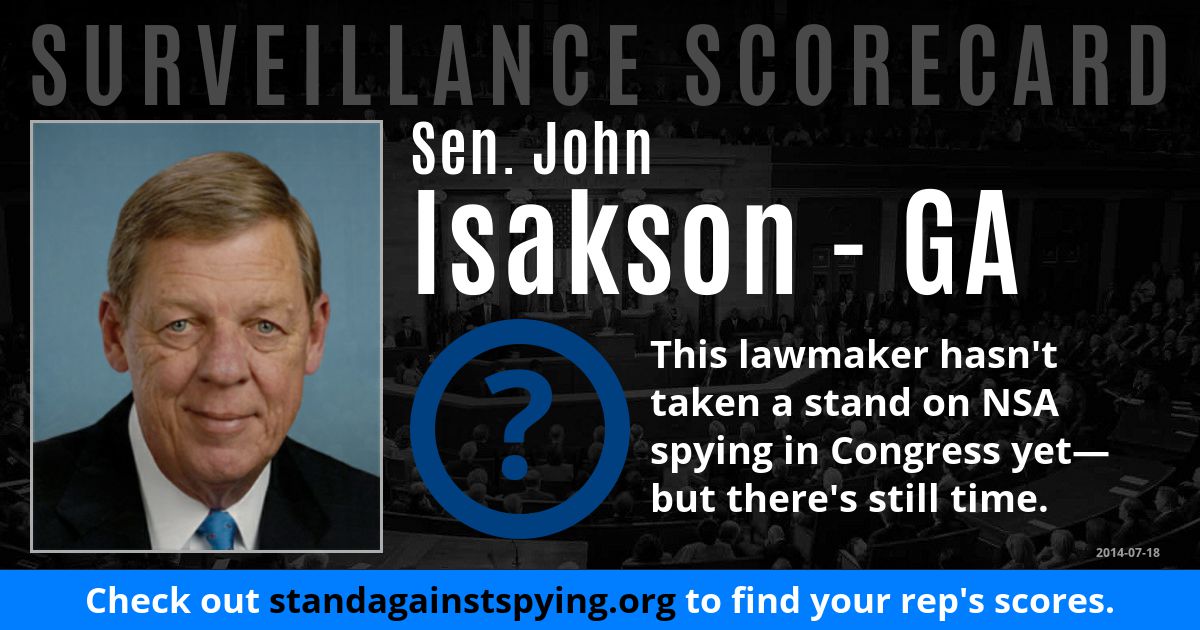 SURVEILLANCE SCORECARD
Sen. John
Isakson - GA
?
This lawmaker hasn't
taken a stand on NSA
spying in Congress yet—
but there's still time.
2014-07-18
Check out standagainstspying.org to find your rep's scores.